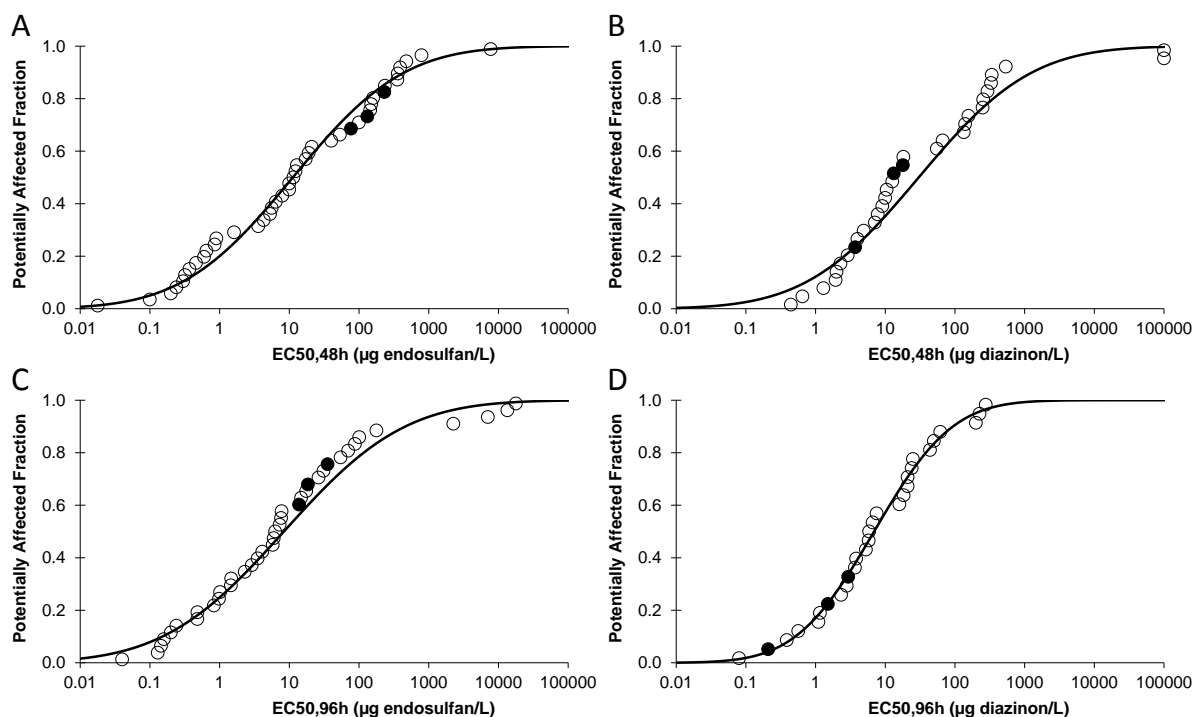 A
Potentially Affected Fraction
1.0
0.8
0.6
0.4
0.2
0.0
0.01 0.1 1 10 100 1000 10000 100000
EC50,48h (µg endosulfan/L)
B
Potentially Affected Fraction
1.0
0.8
0.6
0.4
0.2
0.0
0.01 0.1 1 10 100 1000 10000 100000
EC50,48h (µg diazinon/L)
C
Potentially Affected Fraction
1.0
0.8
0.6
0.4
0.2
0.0
0.01 0.1 1 10 100 1000 10000 100000
EC50,96h (µg endosulfan/L)
D
Potentially Affected Fraction
1.0
0.8
0.6
0.4
0.2
0.0
0.01 0.1 1 10 100 1000 10000 100000
EC50,96h (µg diazinon/L)